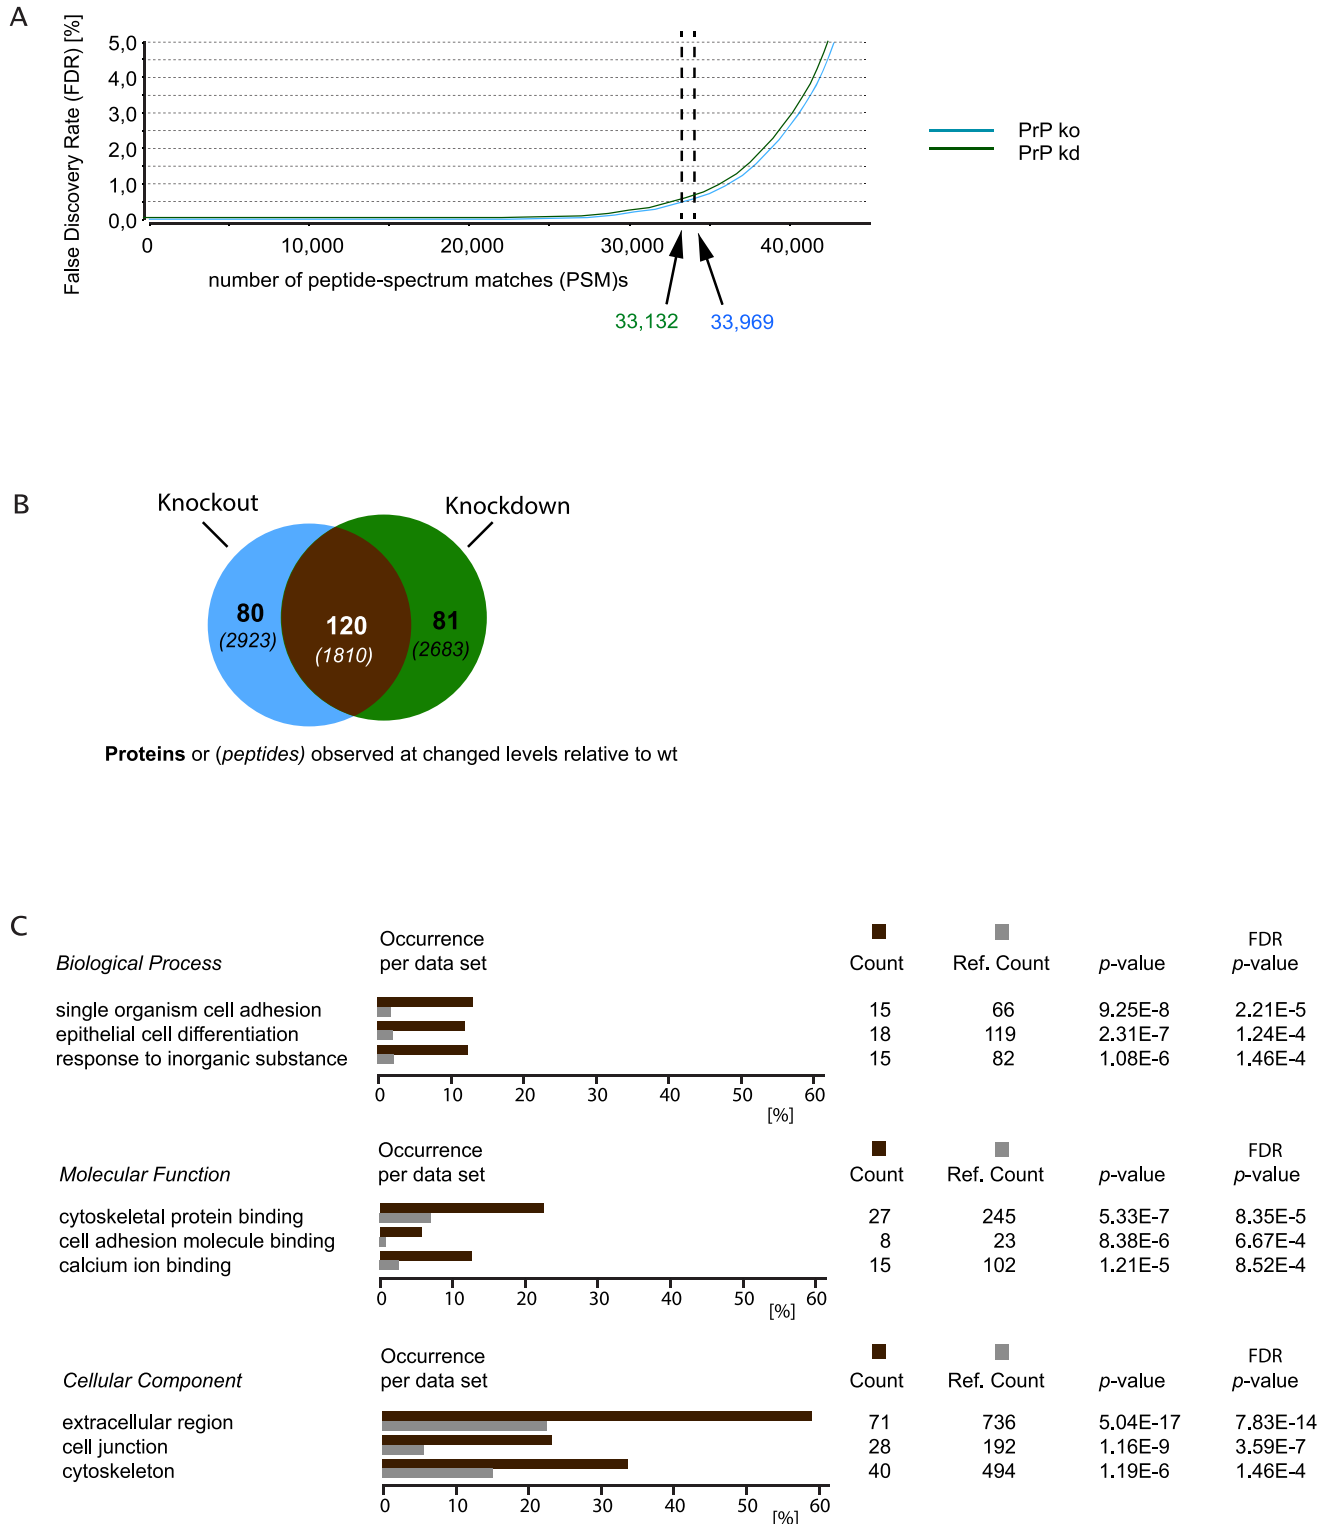 A
False Discovery Rate (FDR) [%]
5,0
4,0
3,0
2,0
1,0
0,0
0 10,000 20,000 30,000 40,000
number of peptide-spectrum matches (PSM)s
33,132 33,969
PrP ko
PrP kd
B
Knockout Knockdown
80 120 81
(2923) (1810) (2683)
Proteins or (peptides) observed at changed levels relative to wt
C
Occurrence FDR
Biological Process per data set Count Ref. Count p-value p-value
single organism cell adhesion 15 66 9.25E-8 2.21E-5
epithelial cell differentiation 18 119 2.31E-7 1.24E-4
response to inorganic substance 15 82 1.08E-6 1.46E-4
0 10 20 30 40 50 60
[%]
Occurrence FDR
Molecular Function per data set Count Ref. Count p-value p-value
cytoskeletal protein binding 27 245 5.33E-7 8.35E-5
cell adhesion molecule binding 8 23 8.38E-6 6.67E-4
calcium ion binding 15 102 1.21E-5 8.52E-4
0 10 20 30 40 50 60
[%]
Occurrence FDR
Cellular Component per data set Count Ref. Count p-value p-value
extracellular region 71 736 5.04E-17 7.83E-14
cell junction 28 192 1.16E-9 3.59E-7
cytoskeleton 40 494 1.19E-6 1.46E-4
0 10 20 30 40 50 60
[%]